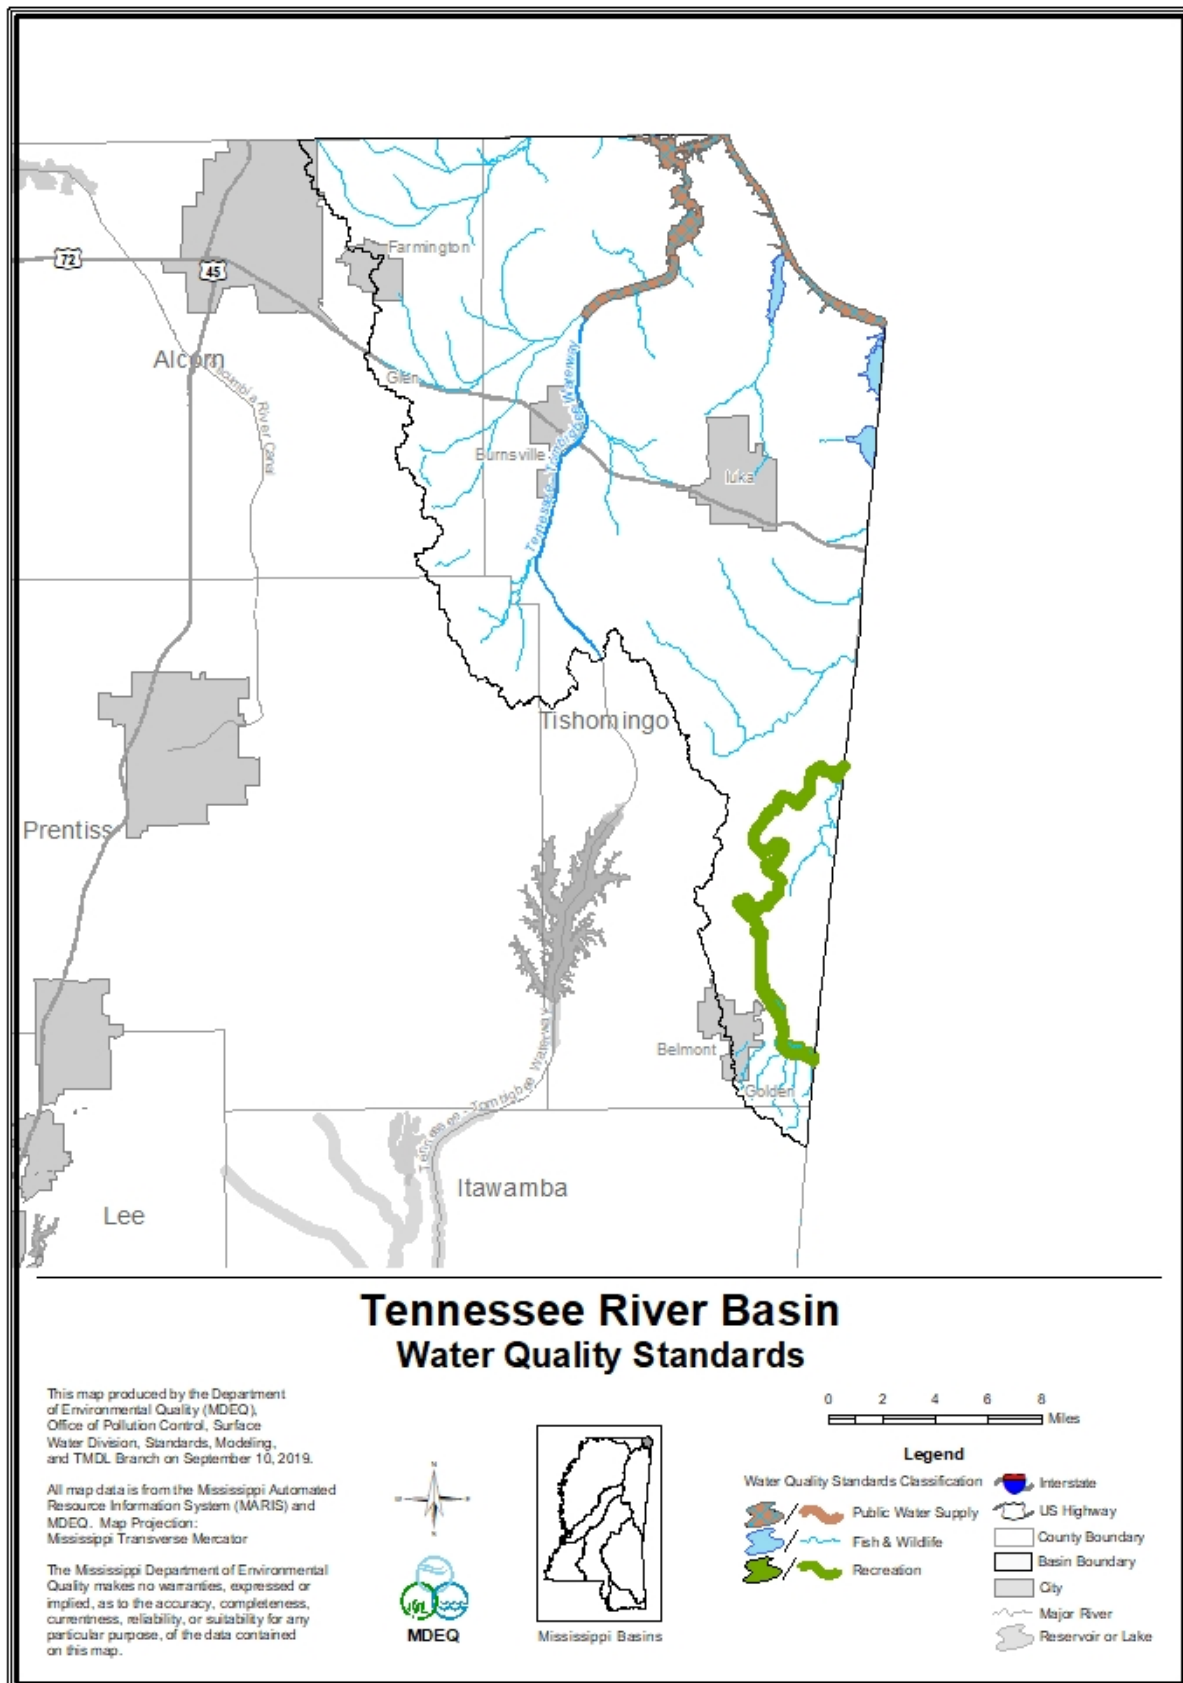 Farmington
72
45
Alcorn
Tuscumbia River Canal
Glen
Tennessee - Tombigbee Waterway
Burnsville
Iuka
Tishomingo
Prentiss
Tennessee - Tombigbee Waterway
Belmont
Golden
Itawamba
Lee
Tennessee River Basin
Water Quality Standards
This map produced by the Department
of Environmental Quality (MDEQ),
Office of Pollution Control, Surface
Water Division, Standards, Modeling,
and TMDL Branch on September 10, 2019.
All map data is from the Mississippi Automated
Resource Information System (MARIS) and
MDEQ. Map Projection:
Mississippi Transverse Mercator
The Mississippi Department of Environmental
Quality makes no warranties, expressed or
implied, as to the accuracy, completeness,
currentness, reliability, or suitability for any
particular purpose, of the data contained
on this map.
N
S
MDEQ
Mississippi Basins
0 2 4 6 8
Miles
Legend
Water Quality Standards Classification
Public Water Supply
Fish & Wildlife
Recreation
Interstate
US Highway
County Boundary
Basin Boundary
City
Major River
Reservoir or Lake